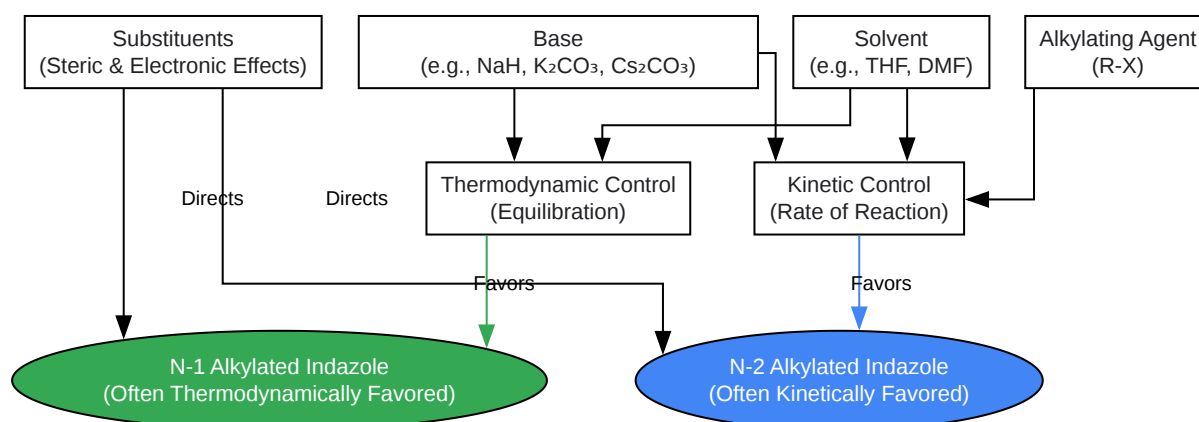 Substituents
(Steric & Electronic Effects)
Base
(e.g., NaH, K₂CO₃, Cs₂CO₃)
Solvent
(e.g., THF, DMF)
Alkylating Agent
(R-X)
Directs
Directs
Thermodynamic Control
(Equilibration)
Kinetic Control
(Rate of Reaction)
Favors
Favors
N-1 Alkylated Indazole
(Often Thermodynamically Favored)
N-2 Alkylated Indazole
(Often Kinetically Favored)